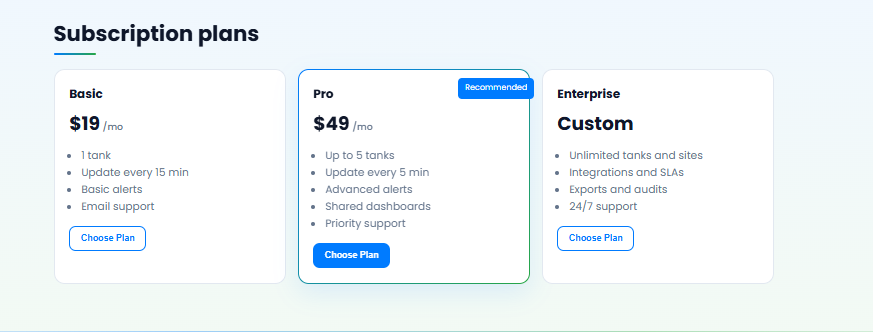 Subscription plans
Basic
$19 /mo
1 tank
Update every 15 min
Basic alerts
Email support
Choose Plan
Recommended
Pro
$49 /mo
Up to 5 tanks
Update every 5 min
Advanced alerts
Shared dashboards
Priority support
Choose Plan
Enterprise
Custom
Unlimited tanks and sites
Integrations and SLAs
Exports and audits
24/7 support
Choose Plan